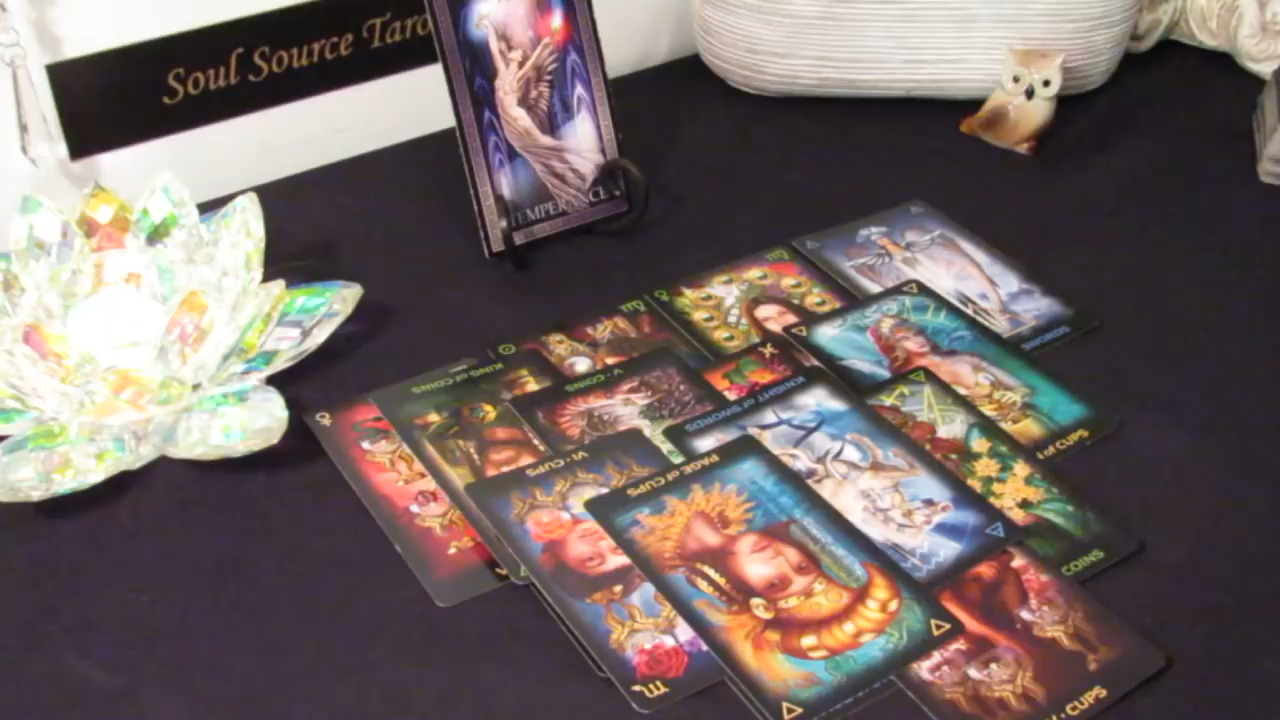 Soul Source Taro
TEMPERANCE
SWORDS
KING of COINS
V · COINS
KNIGHT of SWORDS
VI · CUPS
PAGE of CUPS
of CUPS
COINS
CUPS